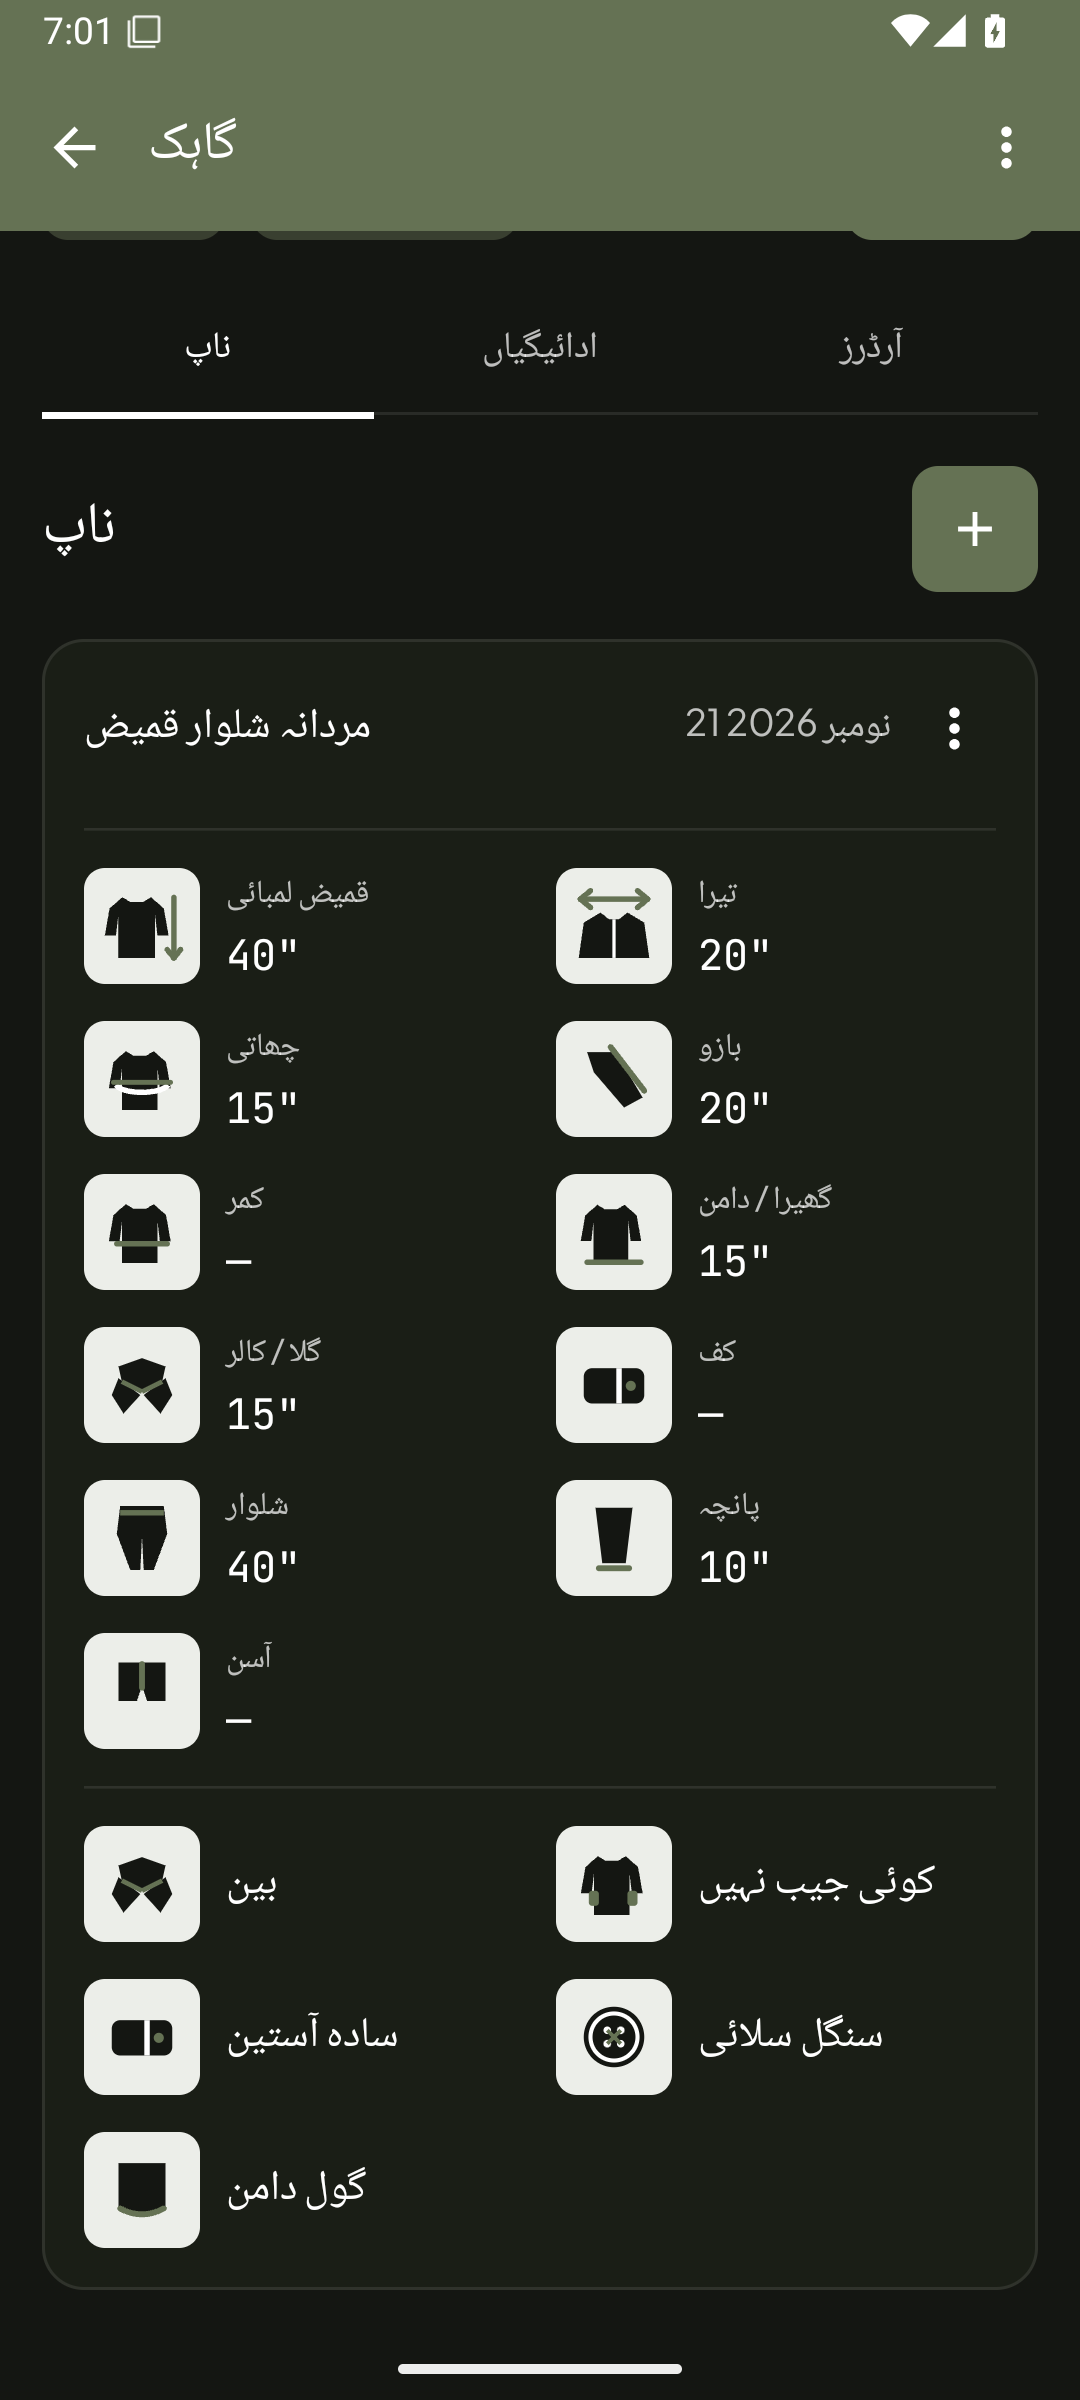 7:01
گاہک
ناپ
ادائیگیاں
آرڈرز
ناپ
+
مردانہ شلوار قمیض
21 نومبر 2026
قمیض لمبائی
40"
تیرا
20"
چھاتی
15"
بازو
20"
کمر
—
گھیرا / دامن
15"
گلا / کالر
15"
کف
—
شلوار
40"
پانچہ
10"
آسن
—
بین
کوئی جیب نہیں
سادہ آستین
سنگل سلائی
گول دامن